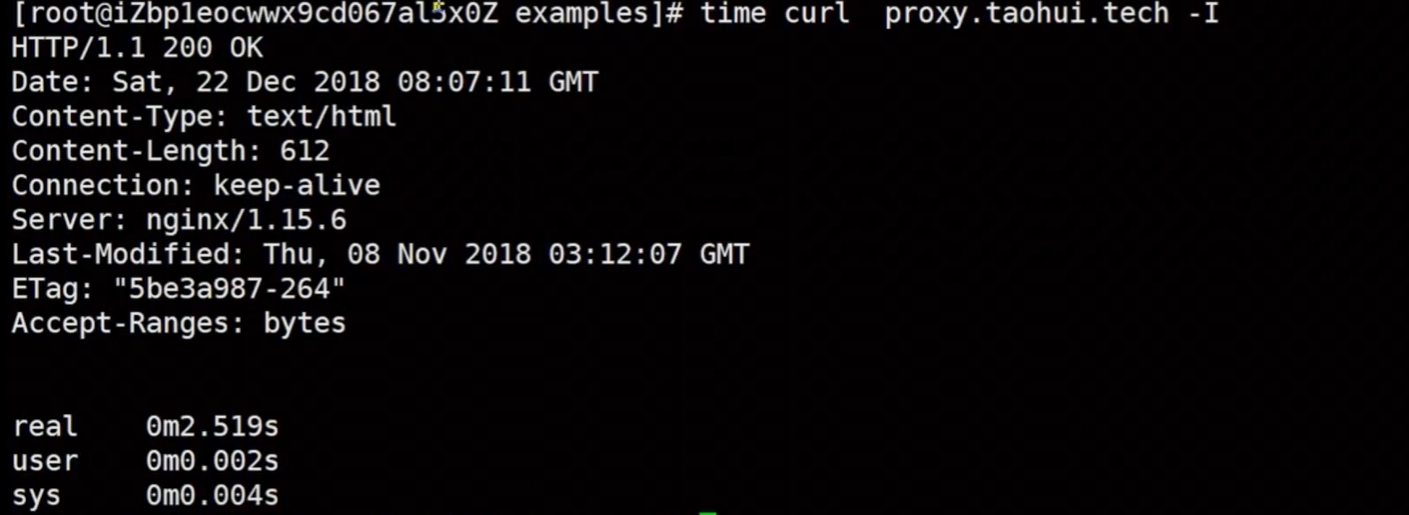 [root@iZbp1eocwwx9cd067al5x0Z examples]# time curl  proxy.taohui.tech -I
HTTP/1.1 200 OK
Date: Sat, 22 Dec 2018 08:07:11 GMT
Content-Type: text/html
Content-Length: 612
Connection: keep-alive
Server: nginx/1.15.6
Last-Modified: Thu, 08 Nov 2018 03:12:07 GMT
ETag: "5be3a987-264"
Accept-Ranges: bytes
real    0m2.519s
user    0m0.002s
sys     0m0.004s